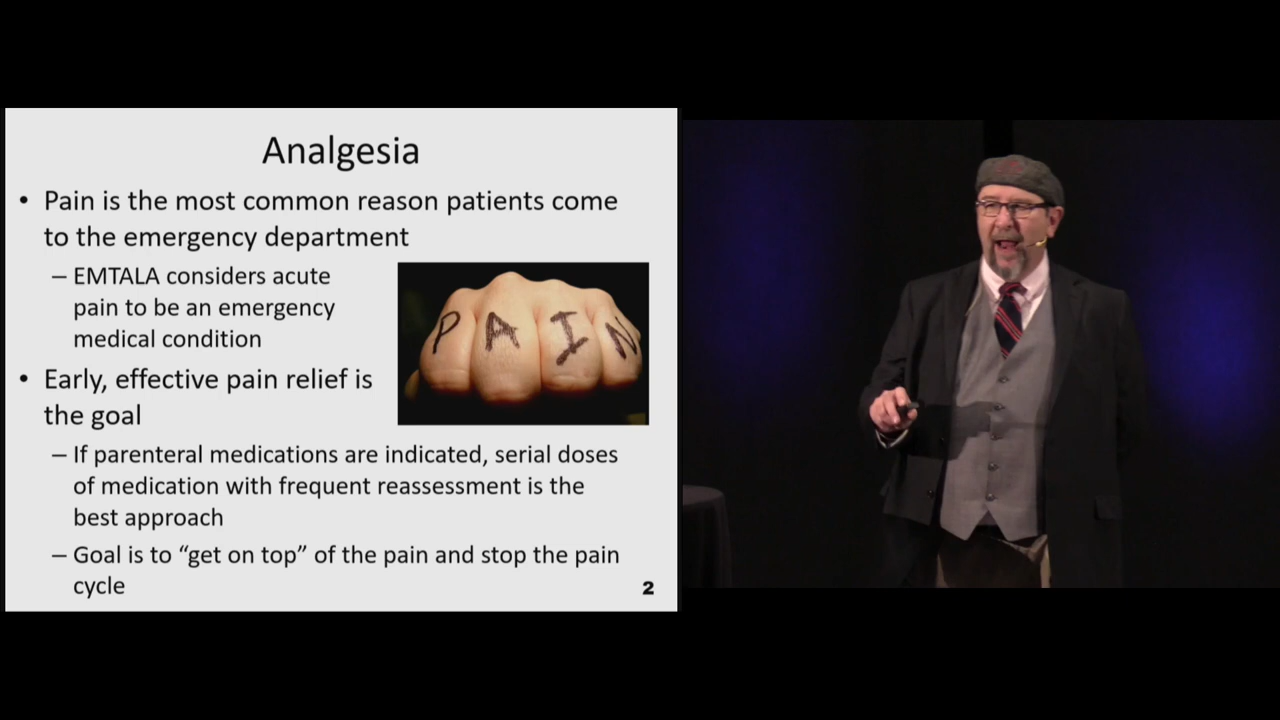 Analgesia
• Pain is the most common reason patients come
to the emergency department
– EMTALA considers acute
pain to be an emergency
medical condition
PAIN
• Early, effective pain relief is
the goal
– If parenteral medications are indicated, serial doses
of medication with frequent reassessment is the
best approach
– Goal is to “get on top” of the pain and stop the pain
cycle
2